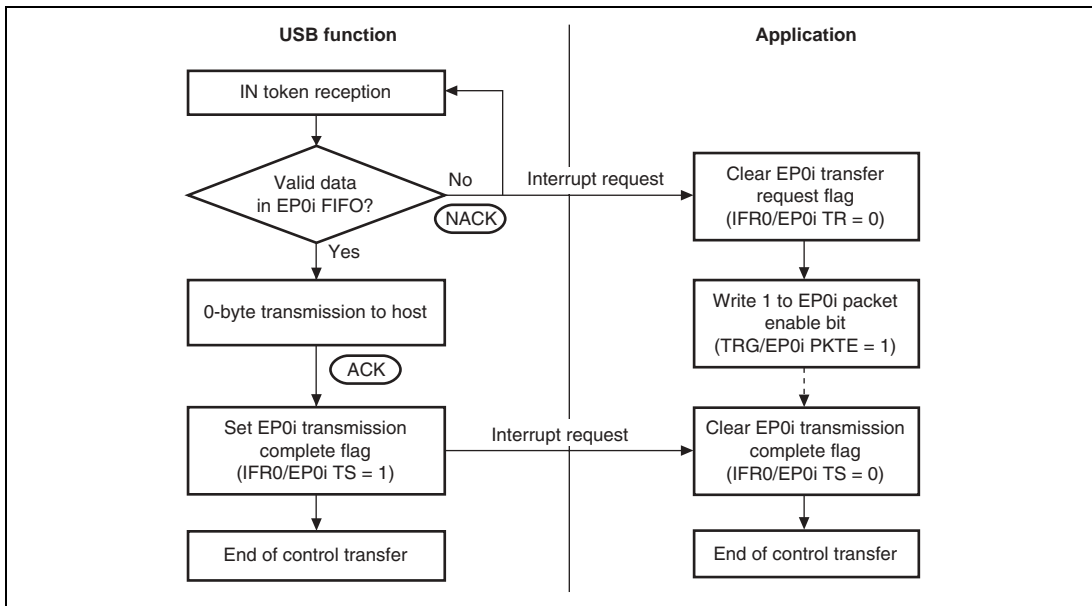 USB function
Application
IN token reception
Valid data
in EP0i FIFO?
No
NACK
Interrupt request
Clear EP0i transfer
request flag
(IFR0/EP0i TR = 0)
Yes
0-byte transmission to host
Write 1 to EP0i packet
enable bit
(TRG/EP0i PKTE = 1)
ACK
Set EP0i transmission
complete flag
(IFR0/EP0i TS = 1)
Interrupt request
Clear EP0i transmission
complete flag
(IFR0/EP0i TS = 0)
End of control transfer
End of control transfer